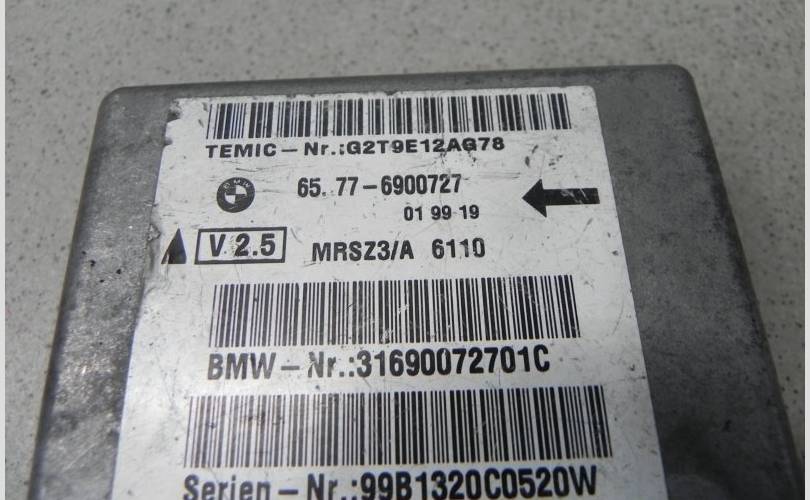 TEMIC-Nr.:G2T9E12AG78
BMW
65.77-6900727
01 99 19
V 2.5 MRSZ3/A 6110
BMW-Nr.:31690072701C
Serien-Nr.:99B1320C0520W